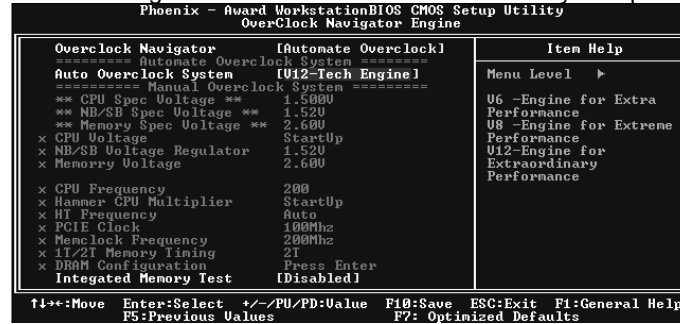 Phoenix - Award WorkstationBIOS CMOS Setup Utility
OverClock Navigator Engine
Overclock Navigator [Automate Overclock]
======== Automate Overclock System ========
Auto Overclock System [V12-Tech Engine]
========== Manual Overclock System =========
** CPU Spec Voltage ** 1.500V
** NB/SB Spec Voltage ** 1.52V
** Memory Spec Voltage ** 2.60V
x CPU Voltage StartUp
x NB/SB Voltage Regulator 1.52V
x Memorry Voltage 2.60V
x CPU Frequency 200
x Hammer CPU Multiplier StartUp
x HT Frequency Auto
x PCIE Clock 100Mhz
x Memclock Frequency 200Mhz
x 1T/2T Memory Timing 2T
x DRAM Configuration Press Enter
Integated Memory Test [Disabled]
Item Help
Menu Level ▶
V6 -Engine for Extra
Performance
V8 -Engine for Extreme
Performance
V12-Engine for
Extraordinary
Performance
↑↓→←:Move Enter:Select +/-/PU/PD:Value F10:Save ESC:Exit F1:General Help
F5:Previous Values F7: Optimized Defaults